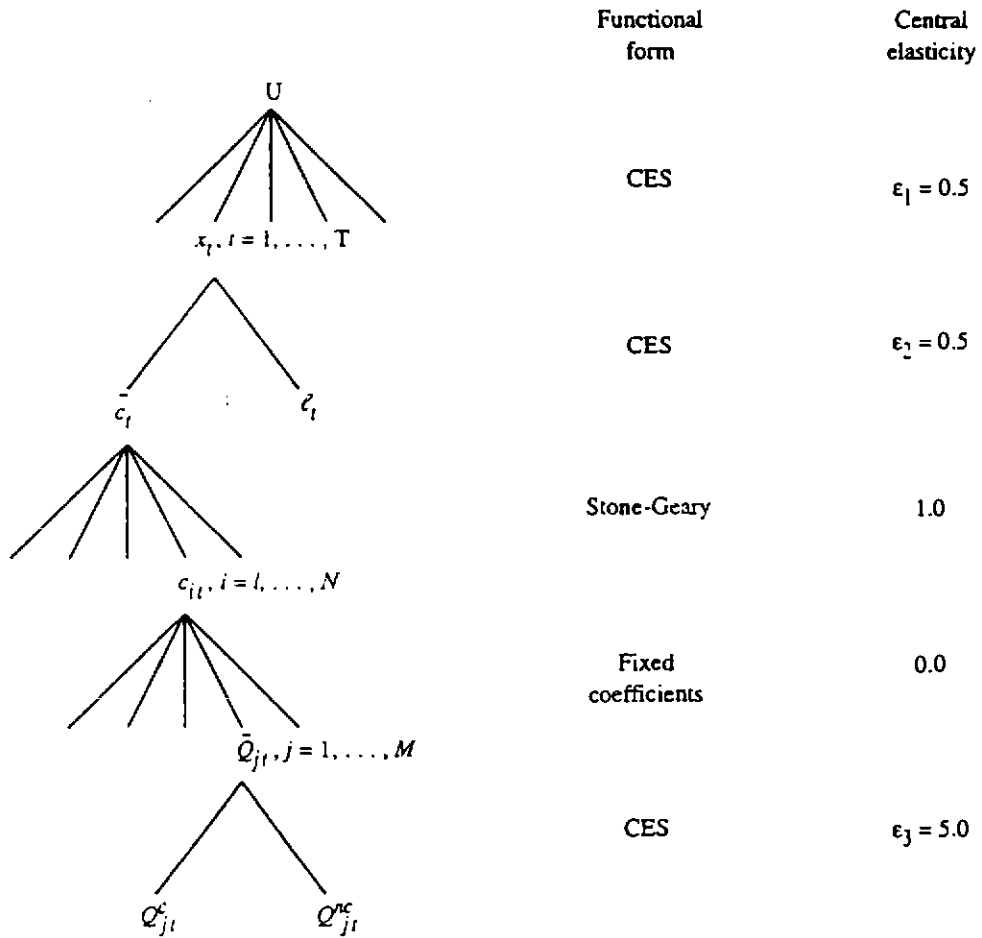 Functional form
Central elasticity
U
CES
ε₁ = 0.5
xₜ, t = 1, . . . , T
CES
ε₂ = 0.5
c̄ₜ
ℓₜ
Stone-Geary
1.0
cᵢₜ, i = l, . . . , N
Fixed coefficients
0.0
Q̄ⱼₜ, j = 1, . . . , M
CES
ε₃ = 5.0
Qᶜⱼₜ
Qⁿᶜⱼₜ